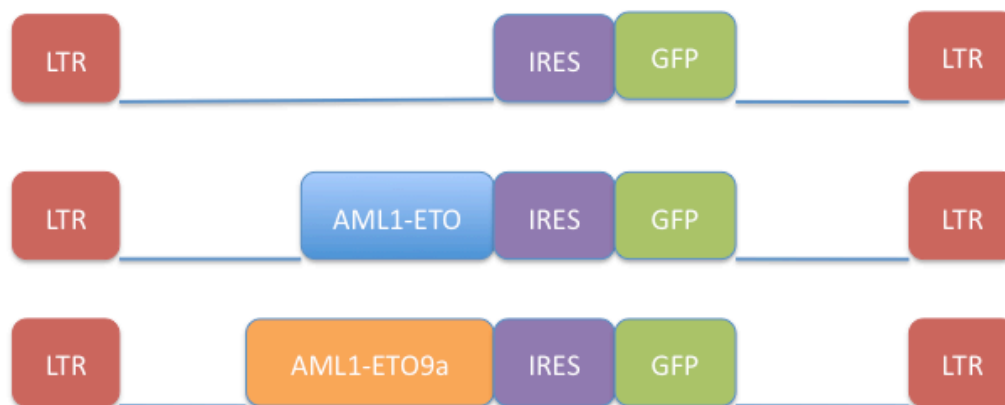 LTR IRES GFP LTR
LTR AML1-ETO IRES GFP LTR
LTR AML1-ETO9a IRES GFP LTR